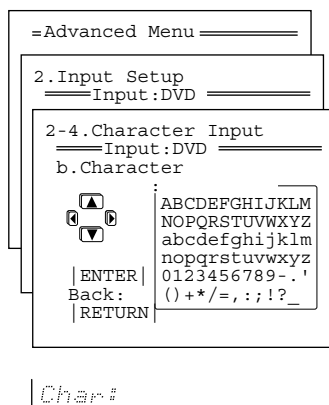 =Advanced Menu
2.Input Setup
Input:DVD
2-4.Character Input
Input:DVD
b.Character
:
ABCDEFGHIJKLM
NOPQRSTUVWXYZ
abcdefghijklm
nopqrstuvwxyz
|ENTER| 0123456789-.'
Back: ()+*/=,:;!?_
|RETURN|
Char: